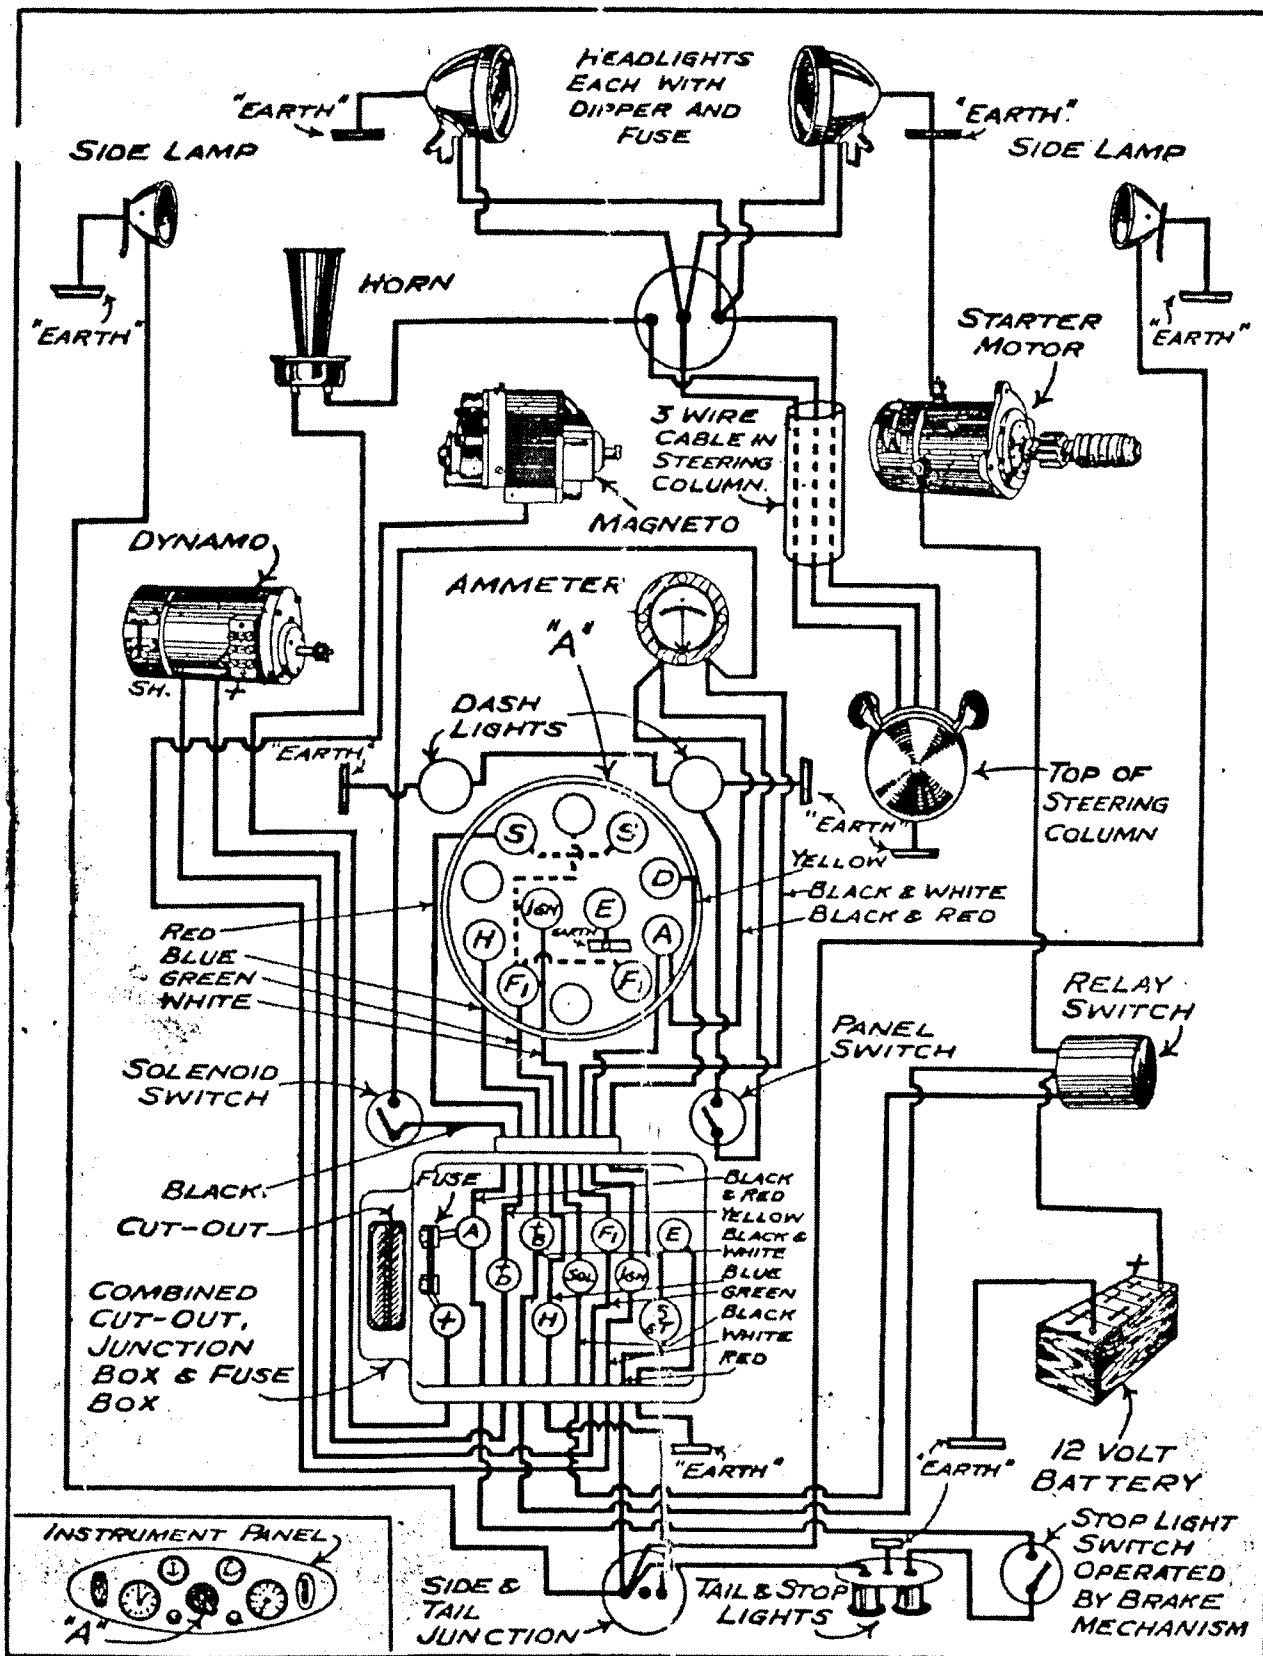 HEADLIGHTS
EACH WITH
DIPPER AND
FUSE
"EARTH"
"EARTH".
SIDE LAMP
SIDE LAMP
HORN
"EARTH"
"EARTH"
STARTER
MOTOR
3 WIRE
CABLE IN
STEERING
COLUMN.
MAGNETO
DYNAMO
SH.
+
AMMETER
"A"
DASH
LIGHTS
"EARTH"
"EARTH"
TOP OF
STEERING
COLUMN
S
S
D
IGN
E
EARTH
H
A
F1
F1
YELLOW
BLACK & WHITE
BLACK & RED
RED
BLUE
GREEN
WHITE
RELAY
SWITCH
PANEL
SWITCH
SOLENOID
SWITCH
BLACK.
CUT-OUT
FUSE
COMBINED
CUT-OUT,
JUNCTION
BOX & FUSE
BOX
A
+
B
F1
E
+
D
SOL
IGN
+
H
S
& T
BLACK
& RED
YELLOW
BLACK &
WHITE
BLUE
GREEN
BLACK
WHITE
RED
"EARTH"
+
12 VOLT
BATTERY
"EARTH"
STOP LIGHT
SWITCH
OPERATED
BY BRAKE
MECHANISM
TAIL & STOP
LIGHTS
SIDE &
TAIL
JUNCTION
INSTRUMENT PANEL
"A"